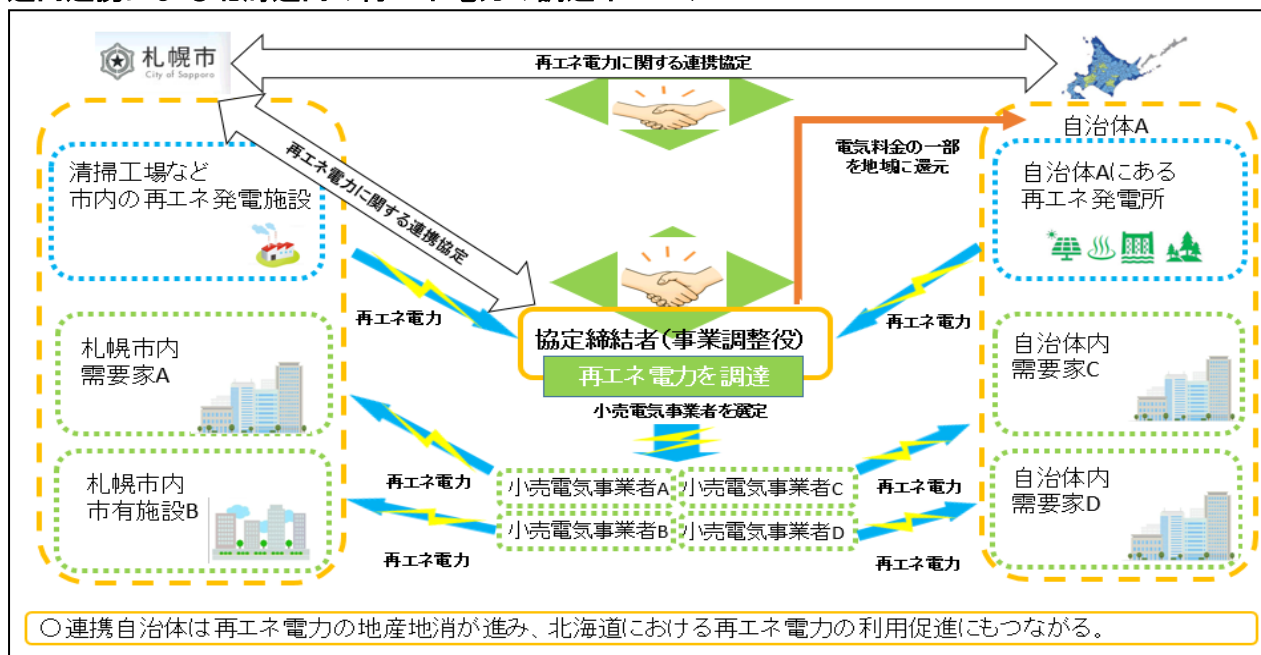 札幌市
City of Sapporo
再エネ電力に関する連携協定
自治体A
電気料金の一部
を地域に還元
清掃工場など
市内の再エネ発電施設
再エネ電力に関する連携協定
自治体Aにある
再エネ発電所
再エネ電力
再エネ電力
協定締結者(事業調整役)
再エネ電力を調達
小売電気事業者を選定
札幌市内
需要家A
自治体内
需要家C
再エネ電力
小売電気事業者A
小売電気事業者C
再エネ電力
札幌市内
市有施設B
小売電気事業者B
小売電気事業者D
自治体内
需要家D
再エネ電力
再エネ電力
○連携自治体は再エネ電力の地産地消が進み、北海道における再エネ電力の利用促進にもつながる。